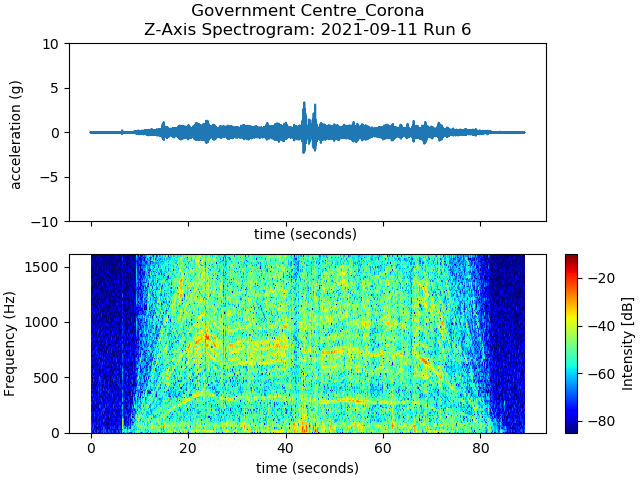 Government Centre_Corona
Z-Axis Spectrogram: 2021-09-11 Run 6
10
5
0
−5
−10
acceleration (g)
time (seconds)
1500
1000
500
0
Frequency (Hz)
0 20 40 60 80
time (seconds)
−20
−40
−60
−80
Intensity [dB]